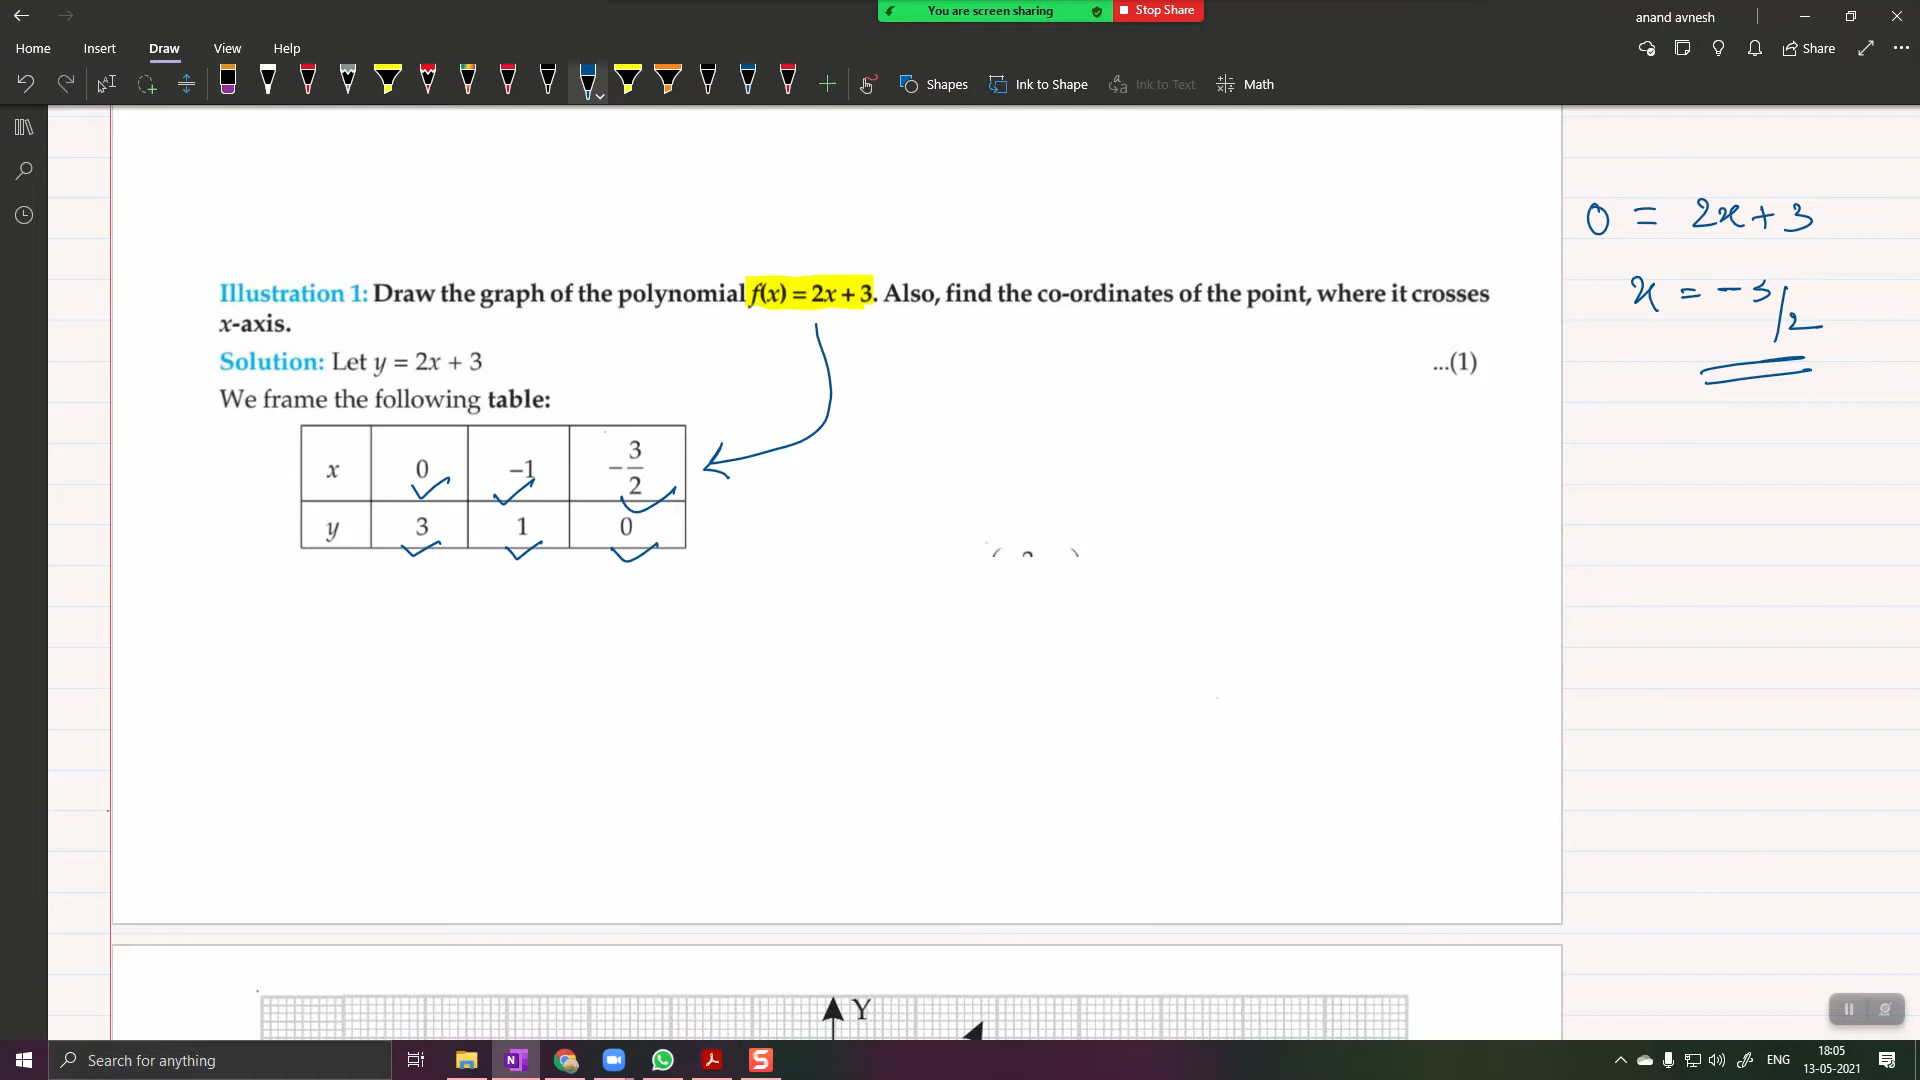 You are screen sharing
Stop Share
anand avnesh
Home Insert Draw View Help
Share
Shapes Ink to Shape Ink to Text Math
0 = 2x + 3
x = -3/2
Illustration 1: Draw the graph of the polynomial f(x) = 2x + 3. Also, find the co-ordinates of the point, where it crosses
x-axis.
Solution: Let y = 2x + 3 ...(1)
We frame the following table:
x 0 –1 -3/2
y 3 1 0
Y
Search for anything
ENG
18:05
13-05-2021